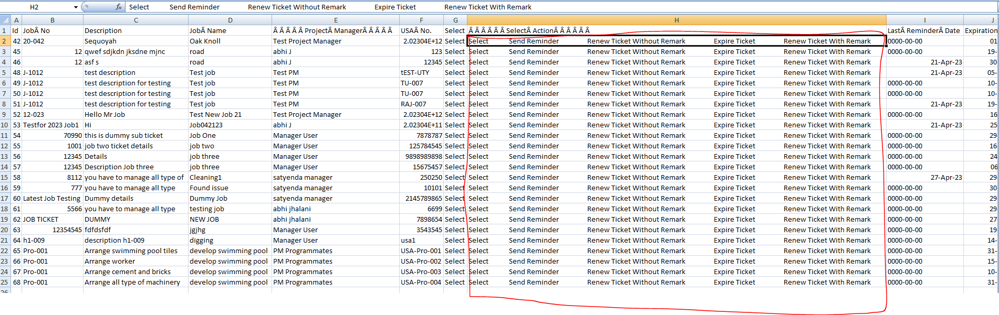 H2 fx Select Send Reminder Renew Ticket Without Remark Expire Ticket Renew Ticket With Remark
A B C D E F G H I J
1 Id JobÂ No Description JobÂ Name Â Â Â Â Â ProjectÂ ManagerÂ Â Â Â Â USAÂ No. Select Â Â Â Â Â Â SelectÂ ActionÂ Â Â Â Â Â LastÂ ReminderÂ Date Expiration
2 42 20-042 Sequoyah Oak Knoll Test Project Manager 2.02304E+12 Select Select Send Reminder Renew Ticket Without Remark Expire Ticket Renew Ticket With Remark 0000-00-00 01
3 45 12 qwef sdjkdn jksdne mjnc road abhi J 123 Select Select Send Reminder Renew Ticket Without Remark Expire Ticket Renew Ticket With Remark 0000-00-00 19-
4 46 12 asf s road abhi J 12345 Select Select Send Reminder Renew Ticket Without Remark Expire Ticket Renew Ticket With Remark 21-Apr-23 30-
5 48 J-1012 test description Test job Test PM tEST-UTY Select Select Send Reminder Renew Ticket Without Remark Expire Ticket Renew Ticket With Remark 21-Apr-23 05-
6 49 J-1012 test description for testing Test job Test PM TU-007 Select Select Send Reminder Renew Ticket Without Remark Expire Ticket Renew Ticket With Remark 0000-00-00 10-
7 50 J-1012 test description for testing Test job Test PM TU-007 Select Select Send Reminder Renew Ticket Without Remark Expire Ticket Renew Ticket With Remark 0000-00-00 10-
8 51 J-1012 test description for testing Test job Test PM RAJ-007 Select Select Send Reminder Renew Ticket Without Remark Expire Ticket Renew Ticket With Remark 21-Apr-23 19-
9 52 12-023 Hello Mr Job Test New Job 21 Test Project Manager 2.02304E+12 Select Select Send Reminder Renew Ticket Without Remark Expire Ticket Renew Ticket With Remark 0000-00-00 16
10 53 Testfor 2023 Job1 Hi Job042123 abhi J 2.02304E+11 Select Select Send Reminder Renew Ticket Without Remark Expire Ticket Renew Ticket With Remark 21-Apr-23 25
11 54 70990 this is dummy sub ticket Job One Manager User 7878787 Select Select Send Reminder Renew Ticket Without Remark Expire Ticket Renew Ticket With Remark 0000-00-00 29-
12 55 1001 job two ticket details job two Manager User 125784545 Select Select Send Reminder Renew Ticket Without Remark Expire Ticket Renew Ticket With Remark 0000-00-00 16-
13 56 12345 Details job three Manager User 9898989898 Select Select Send Reminder Renew Ticket Without Remark Expire Ticket Renew Ticket With Remark 0000-00-00 24-
14 57 12345 Description Job three job three Manager User 15675457 Select Select Send Reminder Renew Ticket Without Remark Expire Ticket Renew Ticket With Remark 0000-00-00 06
15 58 8112 you have to manage all type of Cleaning1 satyenda manager 250250 Select Select Send Reminder Renew Ticket Without Remark Expire Ticket Renew Ticket With Remark 27-Apr-23 29-
16 59 777 you have to manage all type Found issue satyenda manager 10101 Select Select Send Reminder Renew Ticket Without Remark Expire Ticket Renew Ticket With Remark 0000-00-00 30-
17 60 Latest Job Testing Dummy details Dummy Job satyenda manager 2145789865 Select Select Send Reminder Renew Ticket Without Remark Expire Ticket Renew Ticket With Remark 0000-00-00 29-
18 61 5566 you have to manage all type testing job abhi jhalani 6699 Select Select Send Reminder Renew Ticket Without Remark Expire Ticket Renew Ticket With Remark 0000-00-00 29-
19 62 JOB TICKET DUMMY NEW JOB abhi jhalani 7898654 Select Select Send Reminder Renew Ticket Without Remark Expire Ticket Renew Ticket With Remark 0000-00-00 27-
20 63 12354545 fdfdsfdf jgjhg Manager User 3543545 Select Select Send Reminder Renew Ticket Without Remark Expire Ticket Renew Ticket With Remark 0000-00-00 19-
21 64 h1-009 description h1-009 digging Manager User usa1 Select Select Send Reminder Renew Ticket Without Remark Expire Ticket Renew Ticket With Remark 0000-00-00 14-
22 65 Pro-001 Arrange swimming pool tiles develop swimming pool PM Programmates USA-Pro-001 Select Select Send Reminder Renew Ticket Without Remark Expire Ticket Renew Ticket With Remark 0000-00-00 31-
23 66 Pro-001 Arrange worker develop swimming pool PM Programmates USA-Pro-002 Select Select Send Reminder Renew Ticket Without Remark Expire Ticket Renew Ticket With Remark 0000-00-00 15-
24 67 Pro-001 Arrange cement and bricks develop swimming pool PM Programmates USA-Pro-003 Select Select Send Reminder Renew Ticket Without Remark Expire Ticket Renew Ticket With Remark 0000-00-00 10-
25 68 Pro-001 Arrange all type of machinery develop swimming pool PM Programmates USA-Pro-004 Select Select Send Reminder Renew Ticket Without Remark Expire Ticket Renew Ticket With Remark 0000-00-00 31-
26